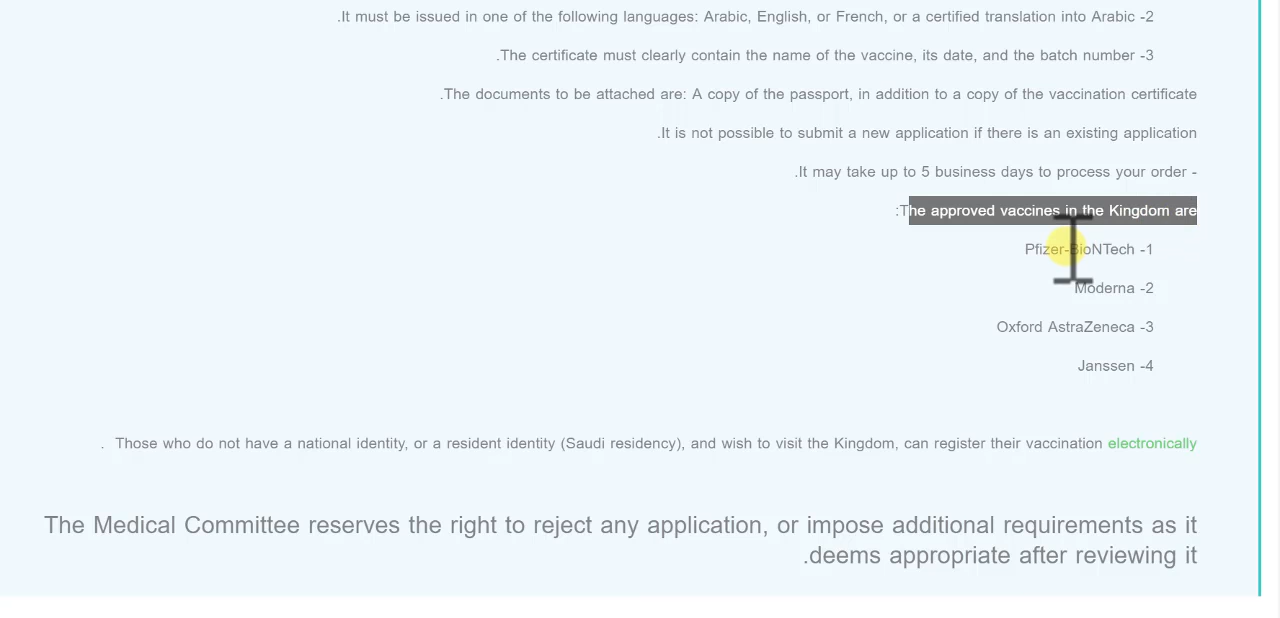 .It must be issued in one of the following languages: Arabic, English, or French, or a certified translation into Arabic -2
.The certificate must clearly contain the name of the vaccine, its date, and the batch number -3
.The documents to be attached are: A copy of the passport, in addition to a copy of the vaccination certificate
.It is not possible to submit a new application if there is an existing application
.It may take up to 5 business days to process your order -
:The approved vaccines in the Kingdom are
Pfizer-BioNTech -1
Moderna -2
Oxford AstraZeneca -3
Janssen -4
. Those who do not have a national identity, or a resident identity (Saudi residency), and wish to visit the Kingdom, can register their vaccination electronically
The Medical Committee reserves the right to reject any application, or impose additional requirements as it
.deems appropriate after reviewing it